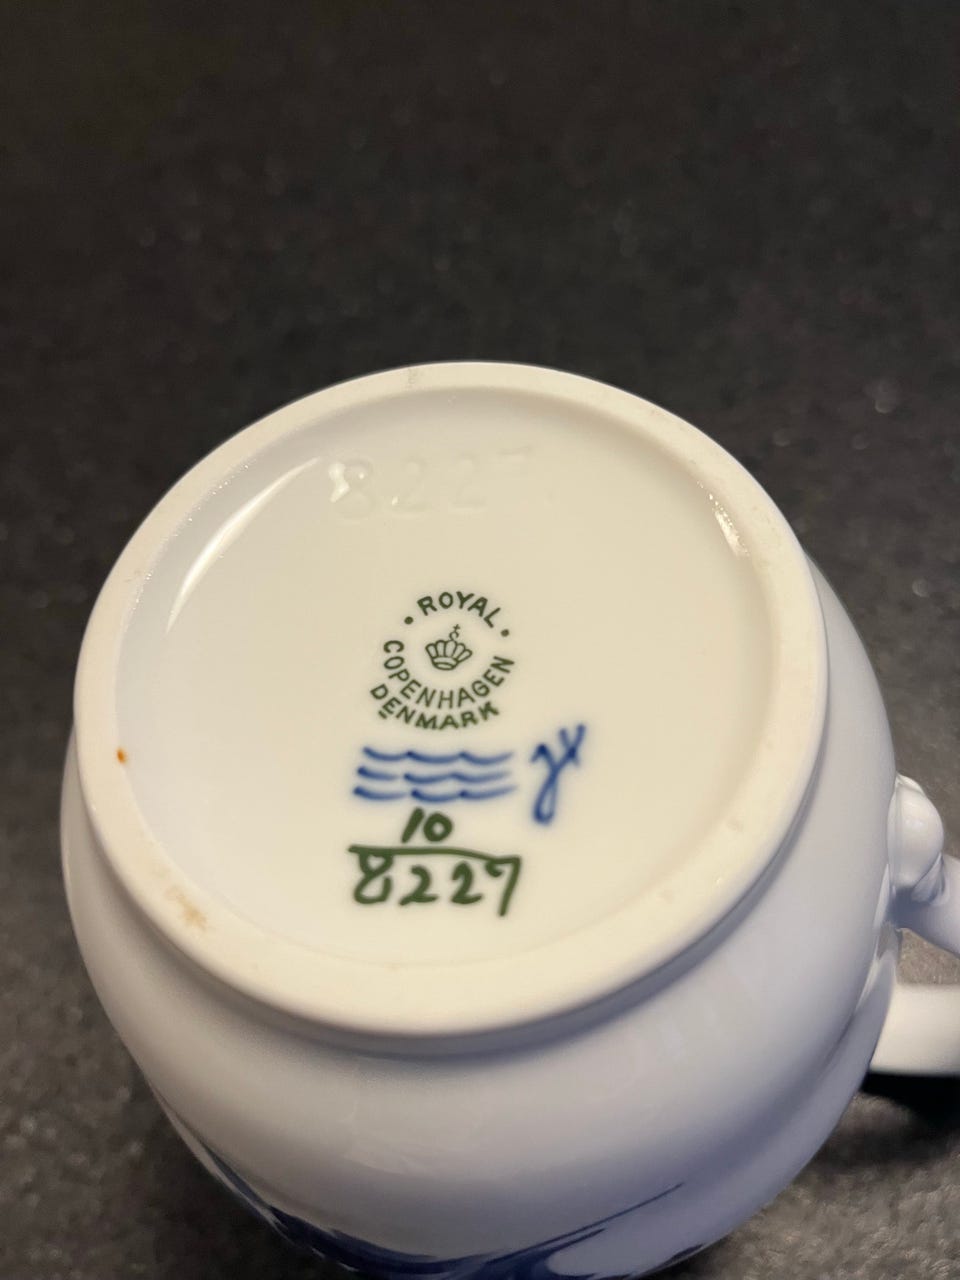 8227
ROYAL
COPENHAGEN
DENMARK
10
8227